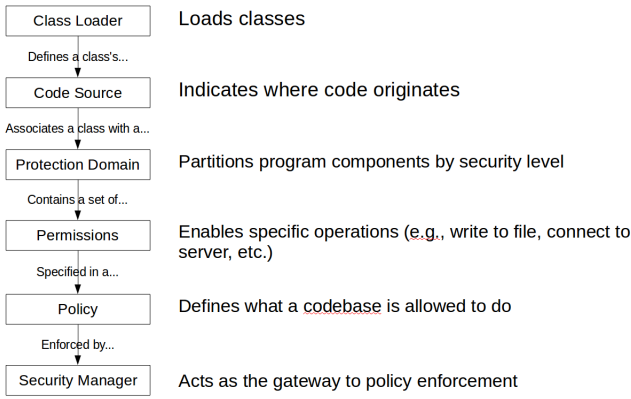 Class Loader
Loads classes
Defines a class's...
Code Source
Indicates where code originates
Associates a class with a...
Protection Domain
Partitions program components by security level
Contains a set of...
Permissions
Enables specific operations (e.g., write to file, connect to
server, etc.)
Specified in a...
Policy
Defines what a codebase is allowed to do
Enforced by...
Security Manager
Acts as the gateway to policy enforcement